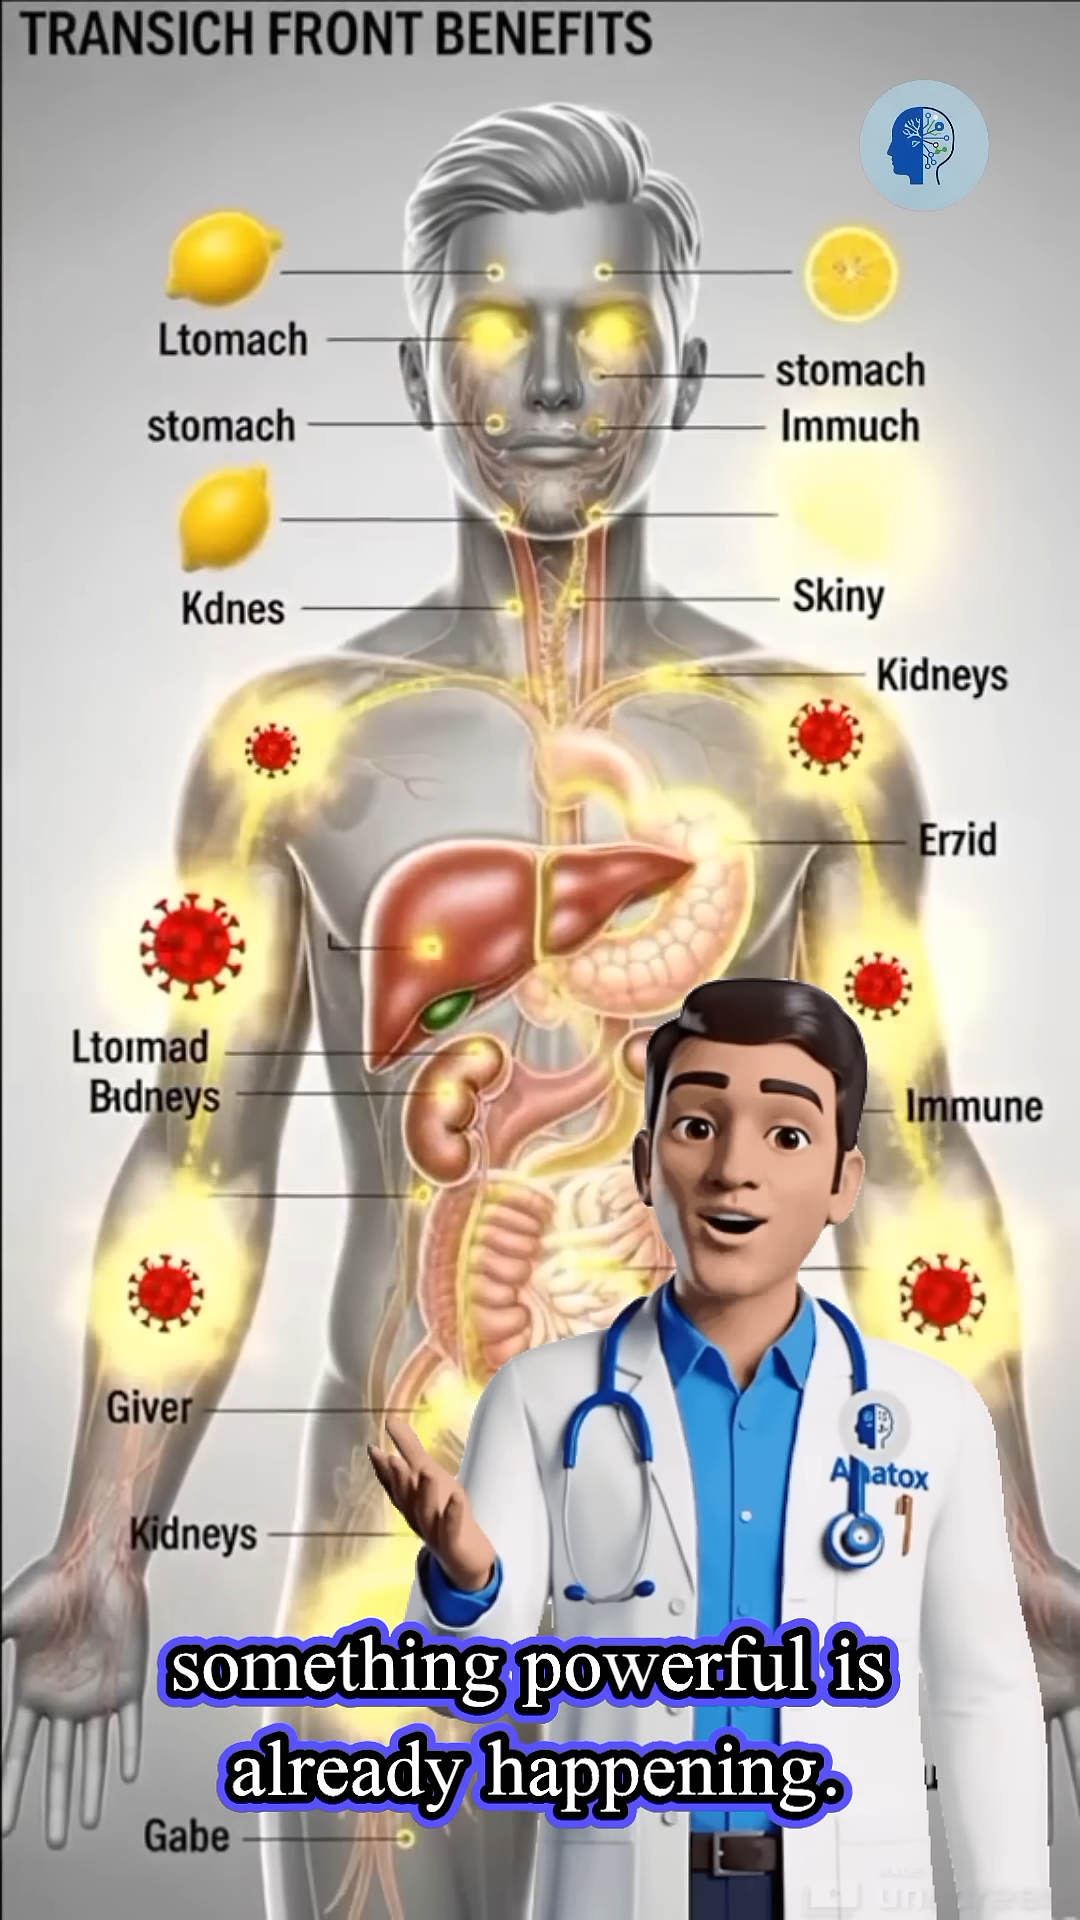 TRANSICH FRONT BENEFITS
Ltomach
stomach
stomach
Immuch
Kdnes
Skiny
Kidneys
Er7id
Ltoımad
Bıdneys
Immune
Giver
Kidneys
Gabe
something powerful is
already happening.